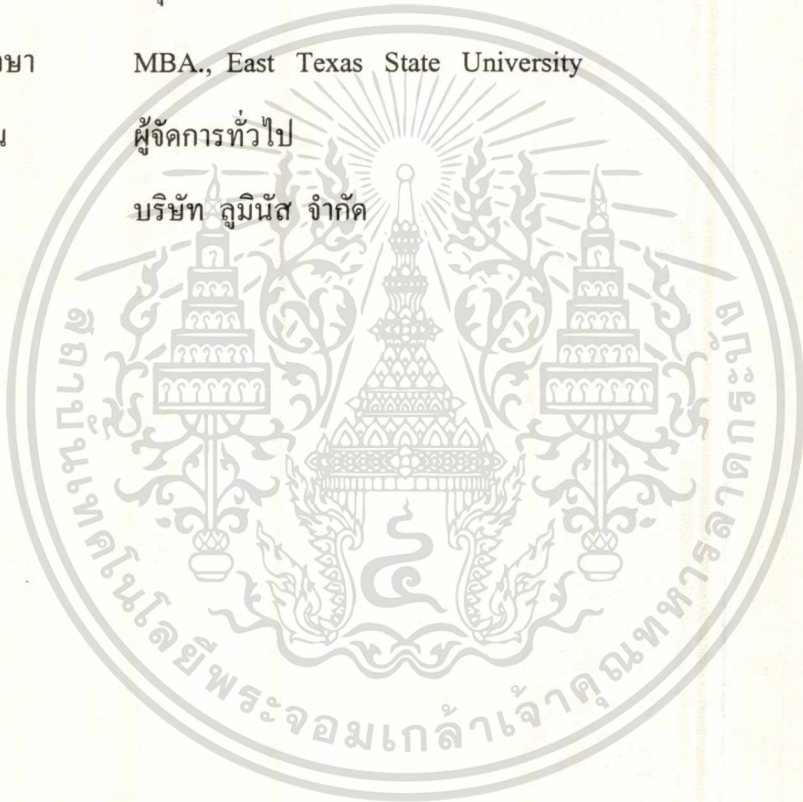 ษา MBA., East Texas State University
น ผู้จัดการทั่วไป
บริษัท ลูมินัส จำกัด
สถาบันเทคโนโลยีพระจอมเกล้าเจ้าคุณทหารลาดกระบัง